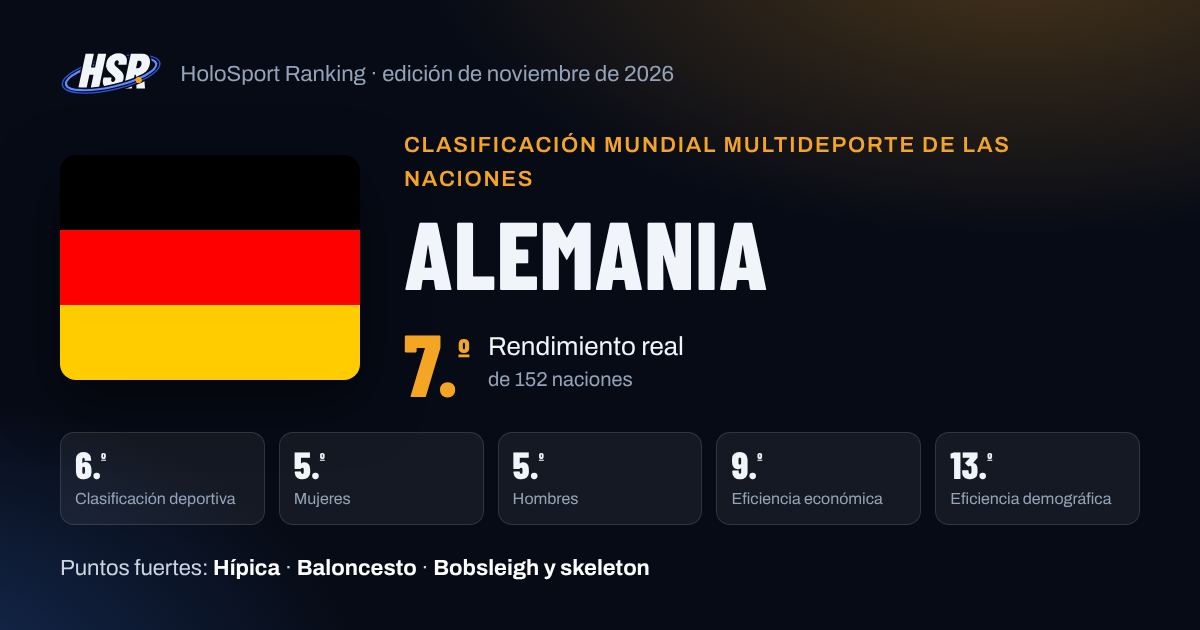 HSR
HoloSport Ranking · edición de noviembre de 2026
CLASIFICACIÓN MUNDIAL MULTIDEPORTE DE LAS
NACIONES
ALEMANIA
7.º
Rendimiento real
de 152 naciones
6.º
Clasificación deportiva
5.º
Mujeres
5.º
Hombres
9.º
Eficiencia económica
13.º
Eficiencia demográfica
Puntos fuertes: Hípica · Baloncesto · Bobsleigh y skeleton